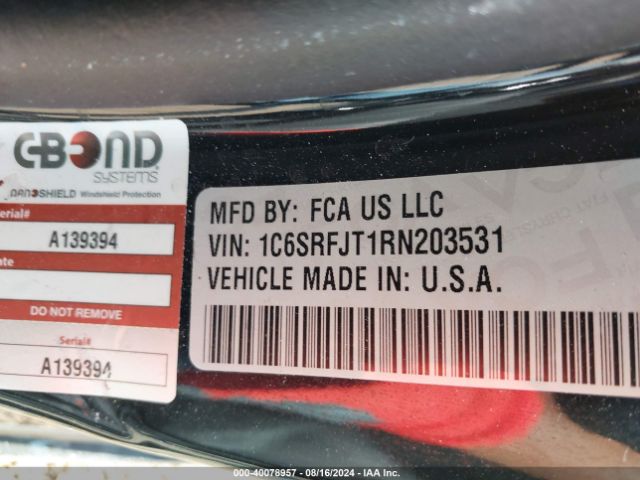 CBOND
SYSTEMS
NANOSHIELD Windshield Protection
Serial#
A139394
ate
DO NOT REMOVE
Serial#
A139394
MFD BY: FCA US LLC
VIN: 1C6SRFJT1RN203531
VEHICLE MADE IN: U.S.A.
000-40078957 - 08/16/2024 - IAA Inc.